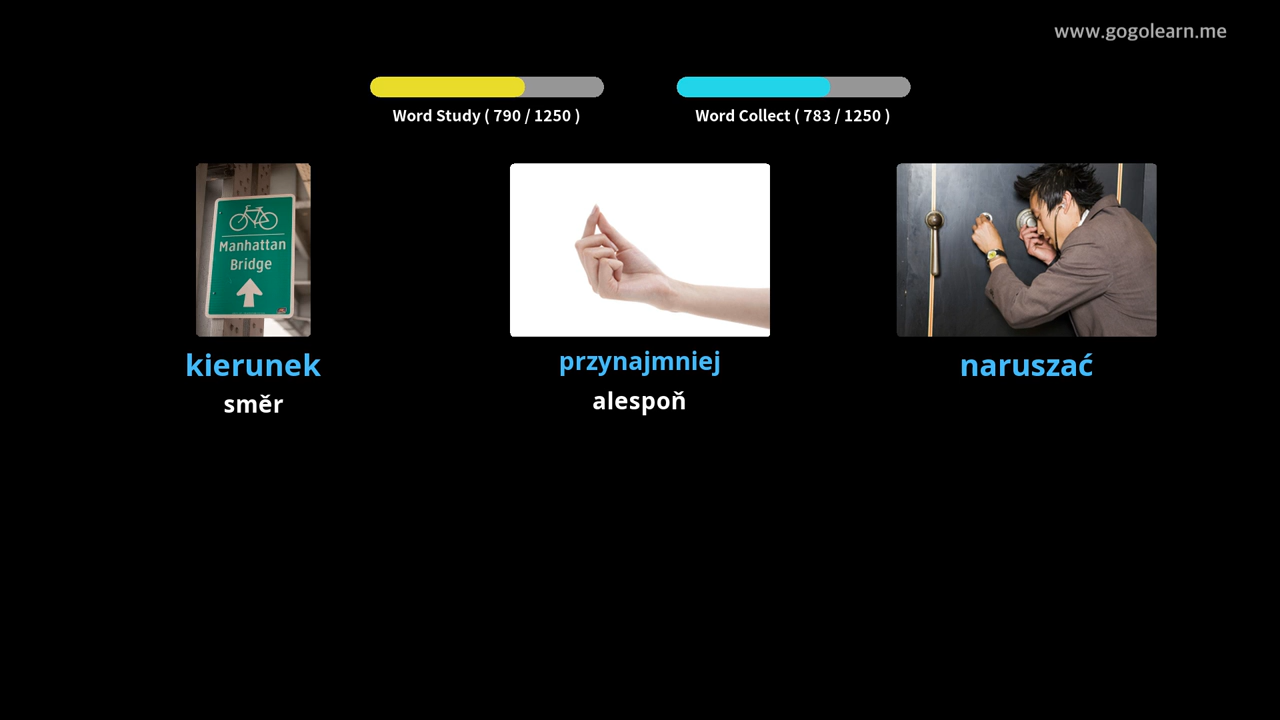 www.gogolearn.me
Word Study ( 790 / 1250 )
Word Collect ( 783 / 1250 )
Manhattan
Bridge
kierunek
směr
przynajmniej
alespoň
naruszać